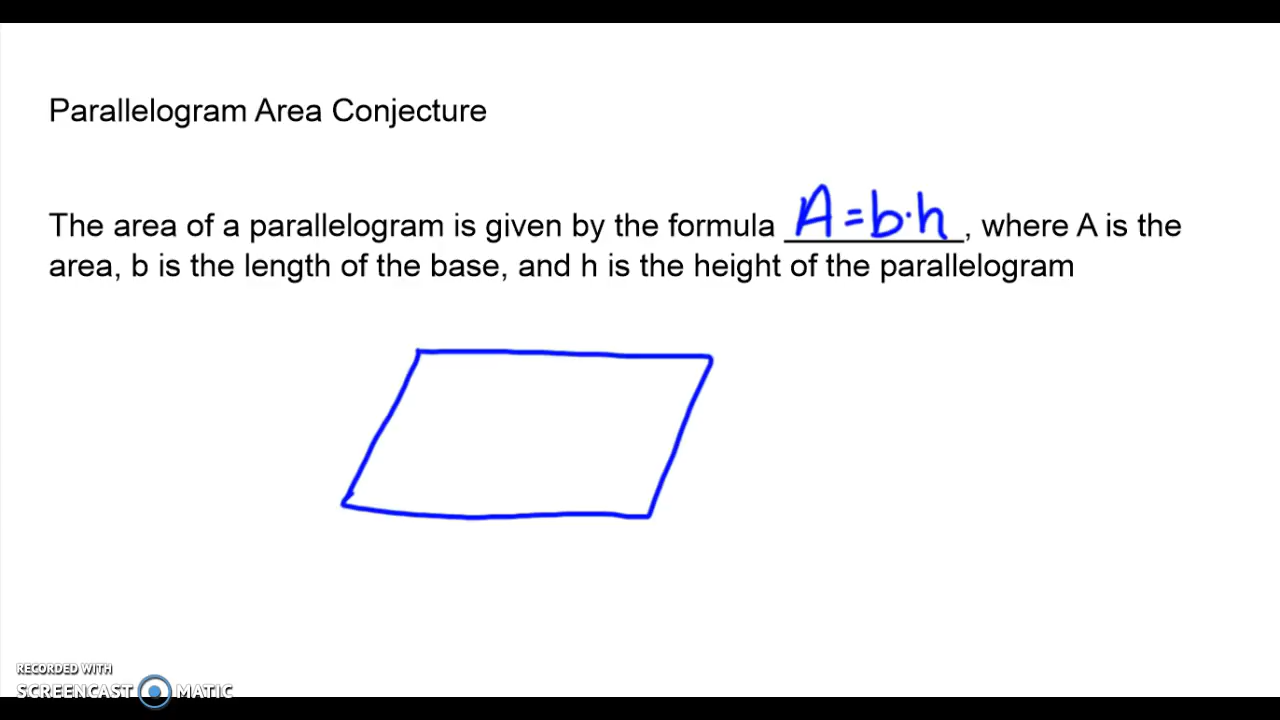 Parallelogram Area Conjecture
The area of a parallelogram is given by the formula A=b·h, where A is the
area, b is the length of the base, and h is the height of the parallelogram
RECORDED WITH
SCREENCAST MATIC